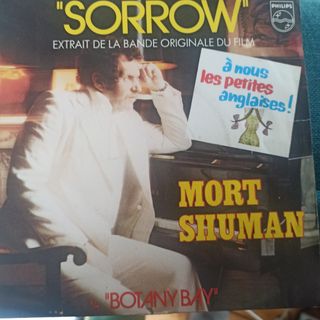 "SORROW"
EXTRAIT DE LA BANDE ORIGINALE DU FILM
PHILIPS
à nous
les petites
anglaises!
MORT
SHUMAN
"BOTANY BAY"